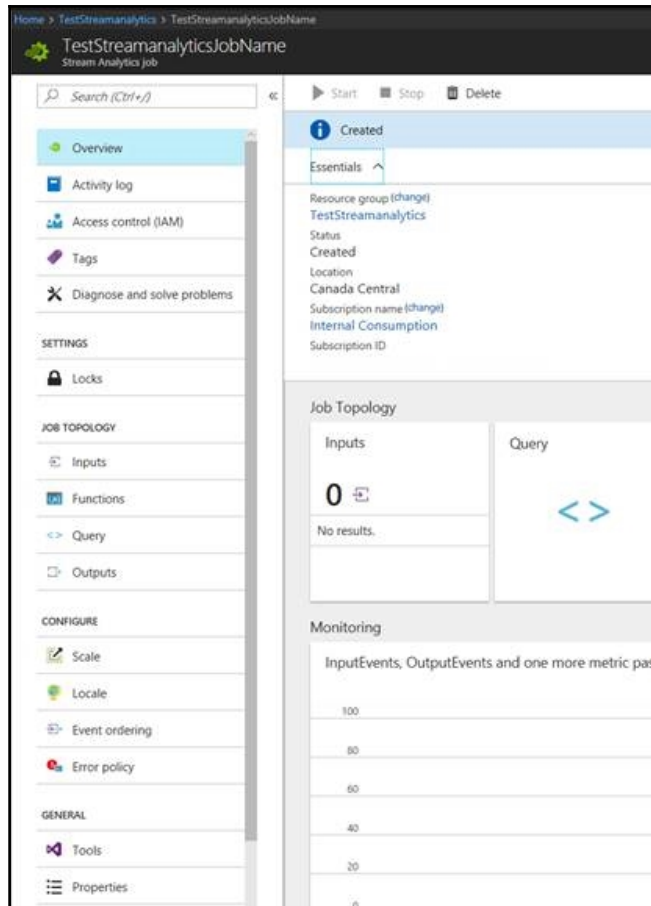 Home > TestStreamanalytics > TestStreamanalyticsJobName
TestStreamanalyticsJobName
Stream Analytics job
Search (Ctrl+/)
«
Overview
Activity log
Access control (IAM)
Tags
Diagnose and solve problems
SETTINGS
Locks
JOB TOPOLOGY
Inputs
Functions
Query
Outputs
CONFIGURE
Scale
Locale
Event ordering
Error policy
GENERAL
Tools
Properties
Start Stop Delete
Created
Essentials
Resource group (change)
TestStreamanalytics
Status
Created
Location
Canada Central
Subscription name (change)
Internal Consumption
Subscription ID
Job Topology
Inputs
0
No results.
Query
< >
Monitoring
InputEvents, OutputEvents and one more metric pas
100
80
60
40
20
0